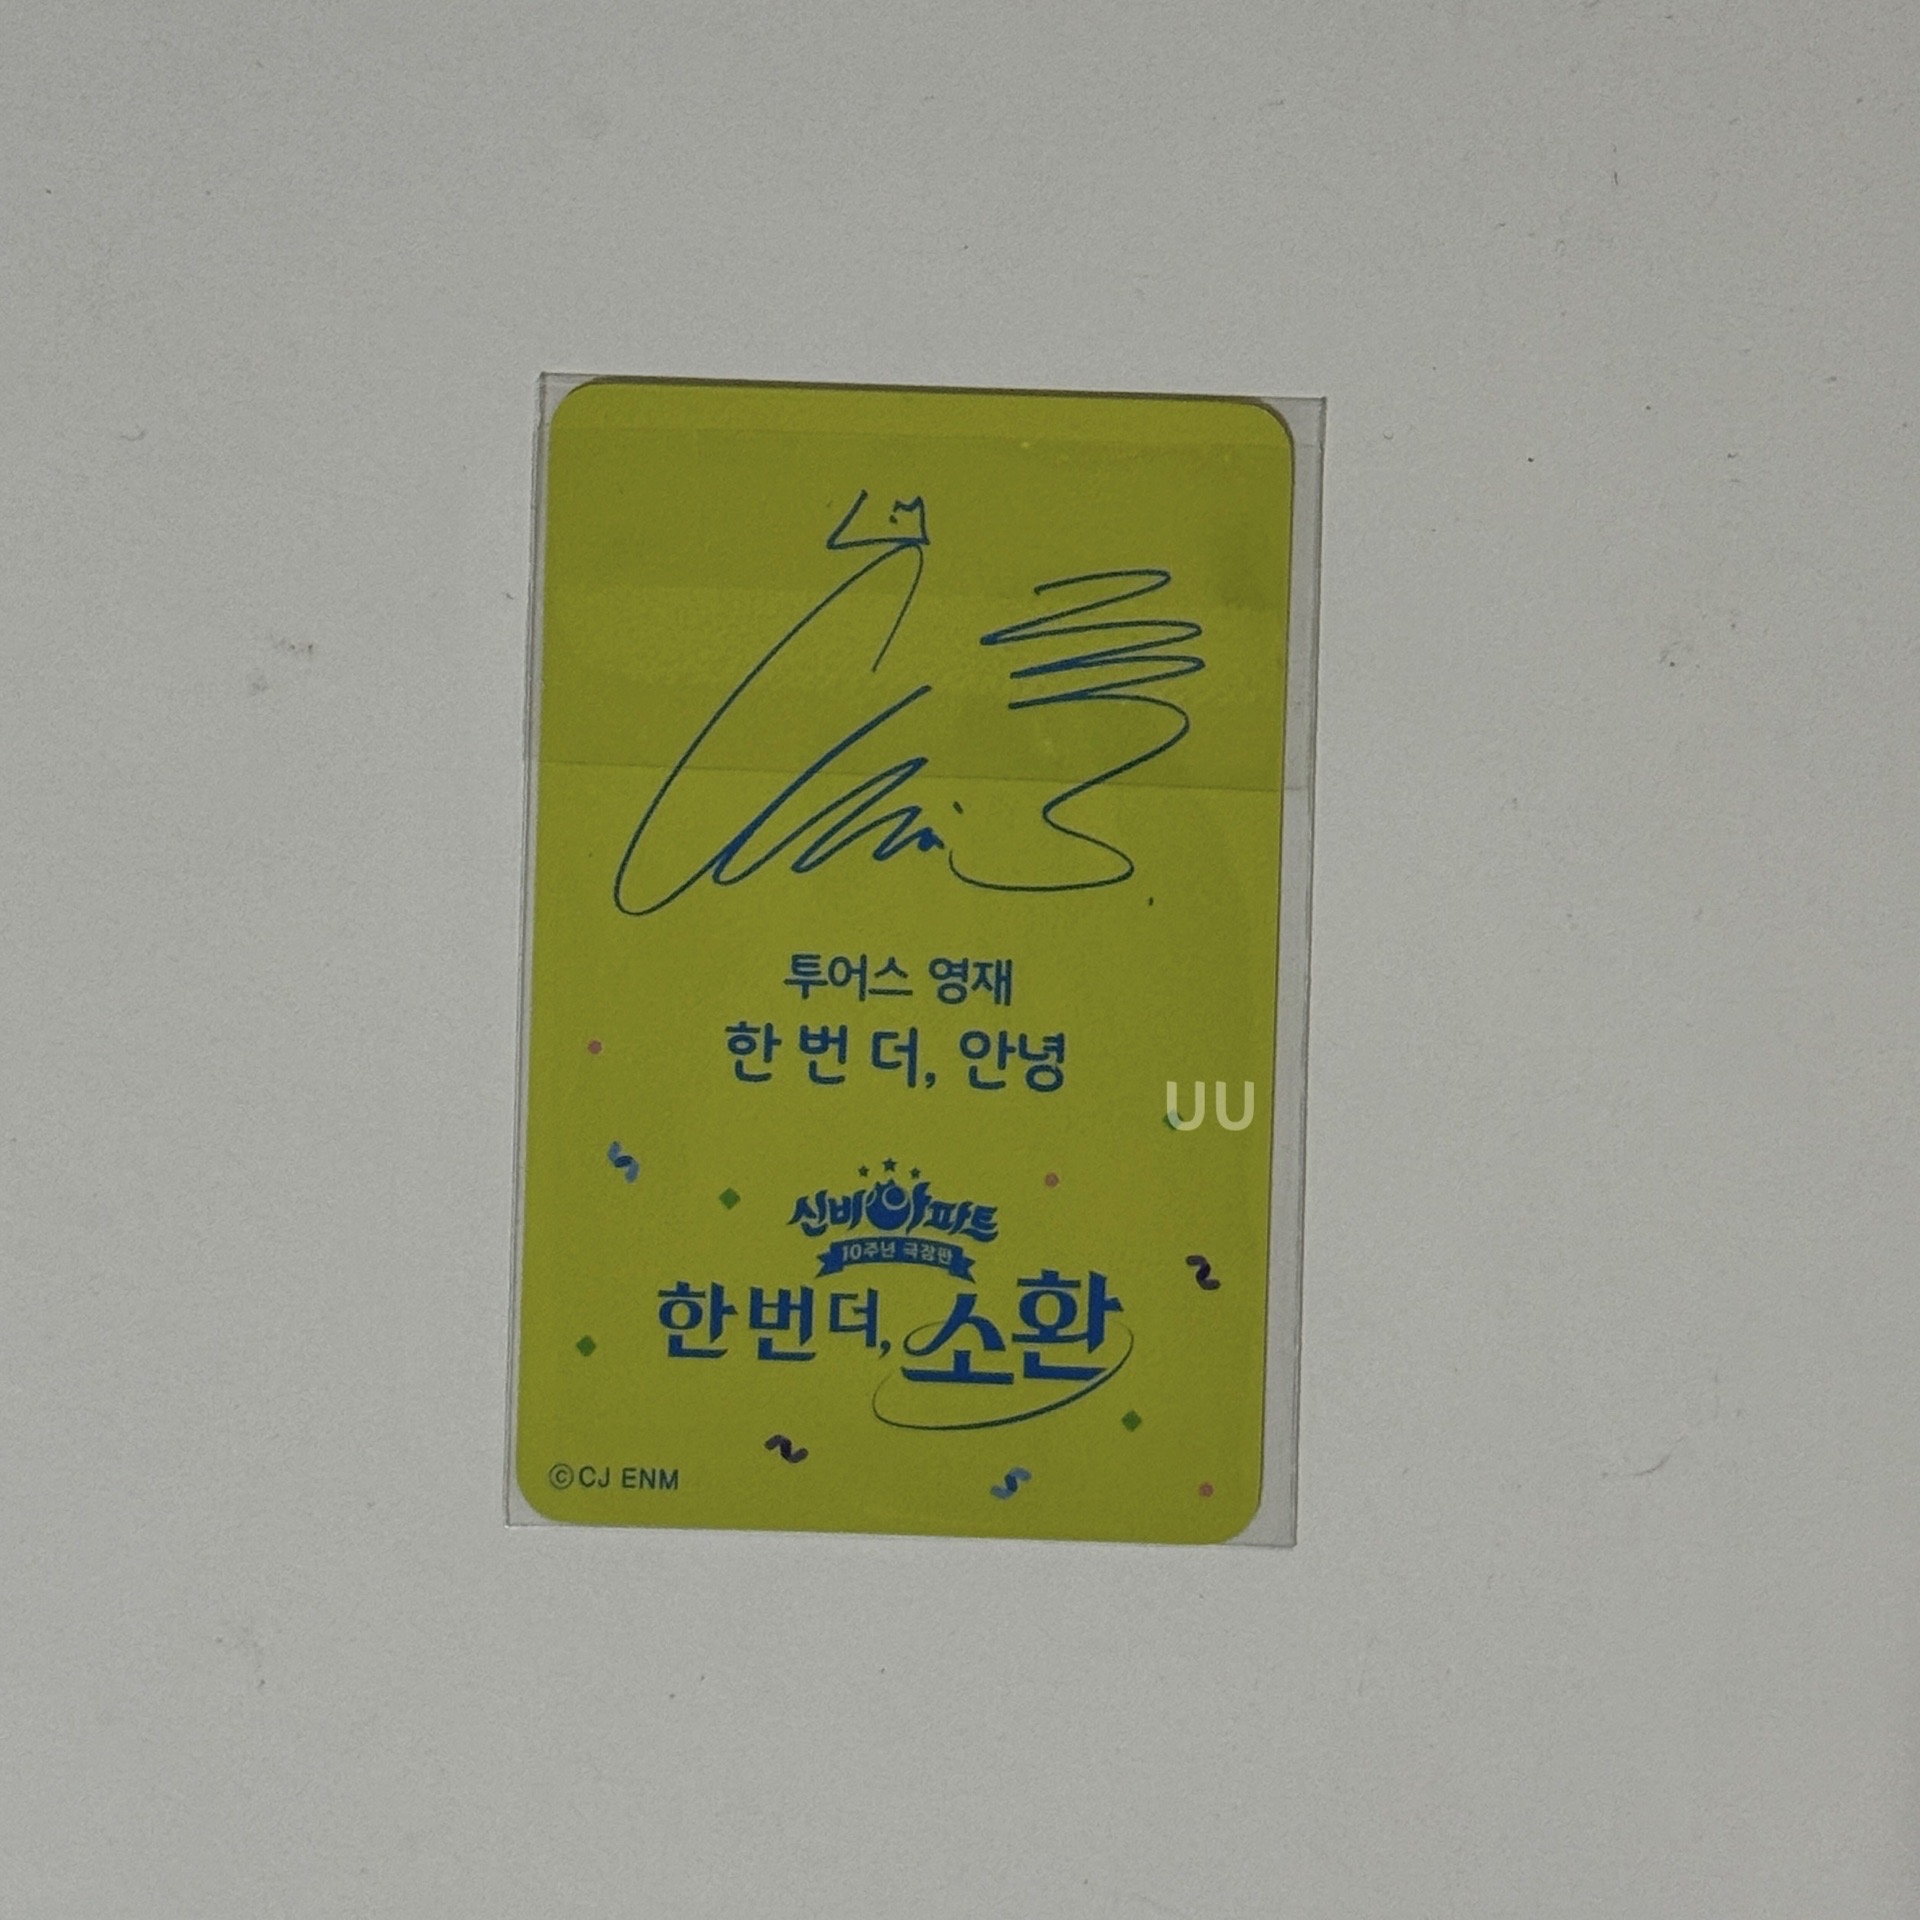 투어스 영재
한 번 더, 안녕
UU
신비아파트
10주년 극장판
한 번 더, 소환
©CJ ENM